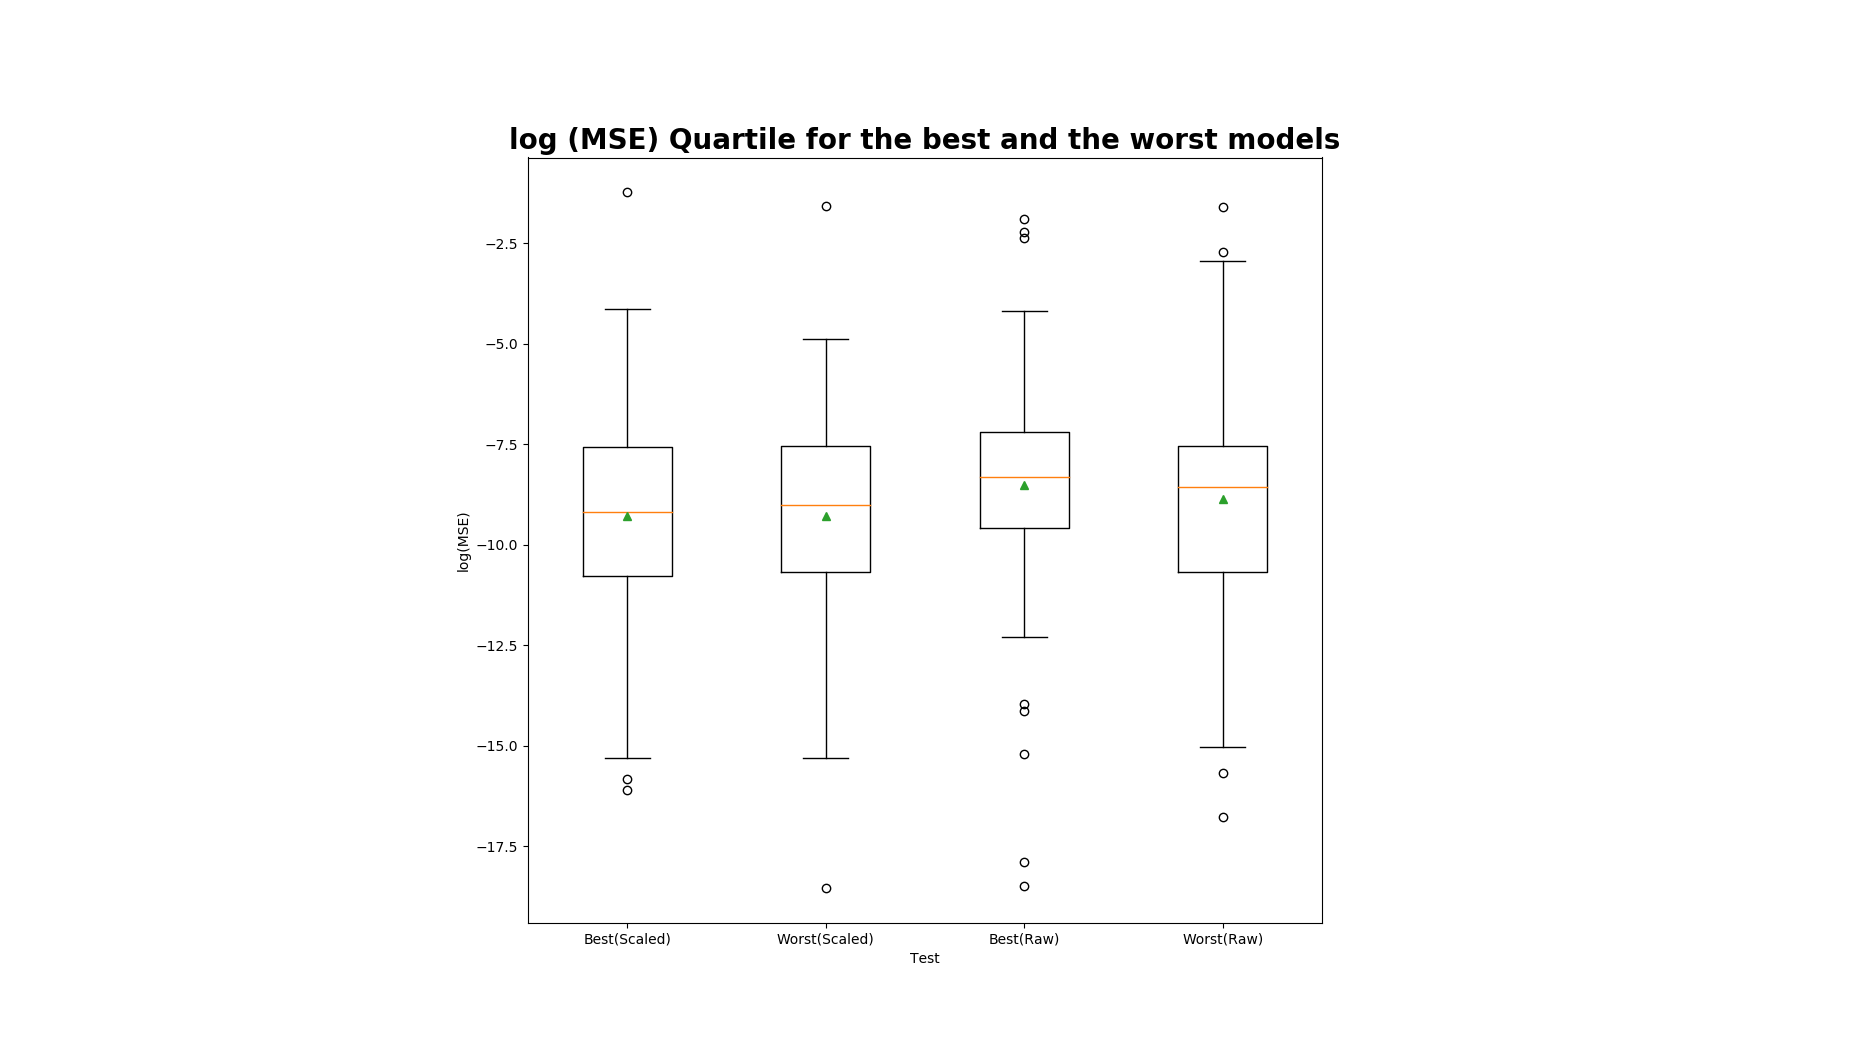 log (MSE) Quartile for the best and the worst models
−2.5
−5.0
−7.5
−10.0
−12.5
−15.0
−17.5
log(MSE)
Best(Scaled) Worst(Scaled) Best(Raw) Worst(Raw)
Test